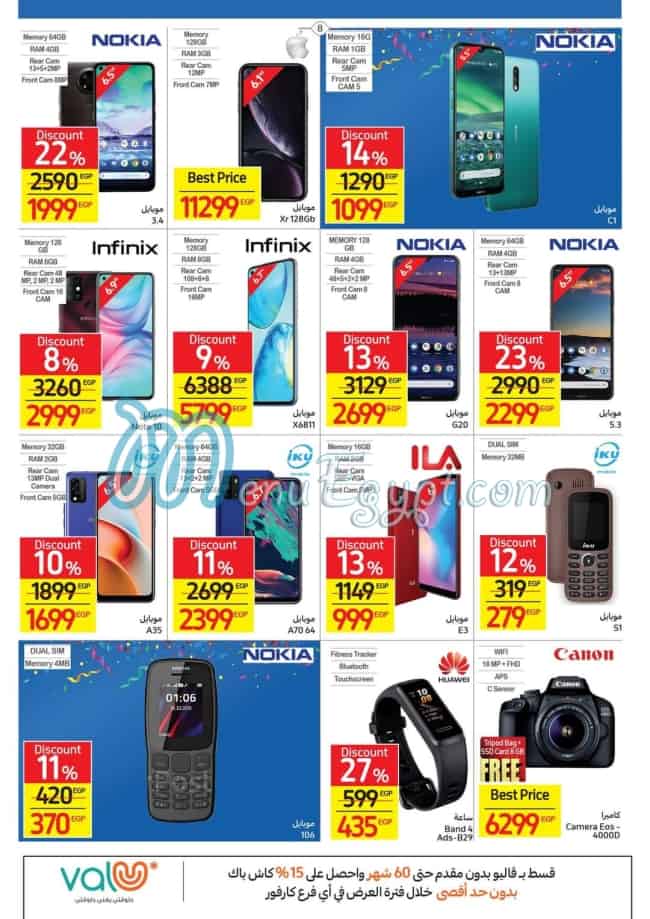 8
Memory 64GB
RAM 4GB
Rear Cam
13+5+2MP
Front Cam 8MP
NOKIA
6.5"
Discount
22%
2590 EGP
1999 EGP
موبايل
3.4
Memory
128GB
RAM 3GB
Rear Cam
12MP
Front Cam 7MP
6.1"
Best Price
11299 EGP
موبايل
Xr 128Gb
Memory 16G
RAM 1GB
Rear Cam
5MP
Front Cam
CAM 5
NOKIA
Discount
14%
1290 EGP
1099 EGP
موبايل
C1
Memory 128
GB
RAM 6GB
Rear Cam 48
MP, 2 MP, 2 MP
Front Cam 16
CAM
Infinix
6.9"
Discount
8%
3260 EGP
2999 EGP
موبايل
Note 10
Memory
128GB
RAM 8GB
Rear Cam
108+8+8
Front Cam
16MP
Infinix
6.7"
Discount
9%
6388 EGP
5799 EGP
موبايل
X6811
MEMORY 128
GB
RAM 4GB
Rear Cam
48+5+2+2 MP
Front Cam 8
CAM
NOKIA
6.5"
Discount
13%
3129 EGP
2699 EGP
موبايل
G20
Memory 64GB
RAM 4GB
Rear Cam
13+13MP
Front Cam 8
CAM
NOKIA
6.5"
Discount
23%
2990 EGP
2299 EGP
موبايل
5.3
Memory 32GB
RAM 2GB
Rear Cam
13MP Dual
Camera
Front Cam 8GB
iKU
6.5"
Discount
10%
1899 EGP
1699 EGP
موبايل
A35
Memory 64GB
iKU
Discount
11%
2699 EGP
2399 EGP
موبايل
A70 64
Memory 16GB
ILA
Discount
13%
1149 EGP
999 EGP
موبايل
E3
DUAL SIM
Memory 32MB
iKU
iKU
Discount
12%
319 EGP
279 EGP
موبايل
S1
MenuEgypt.com
DUAL SIM
Memory 4MB
NOKIA
NOKIA
01:06
Discount
11%
420 EGP
370 EGP
موبايل
106
Fitness Tracker
Bluetooth
Touchscreen
HUAWEI
Discount
27%
599 EGP
435 EGP
ساعة
Band 4
Ads-B29
WIFI
18 MP + FHD
APS
C Sensor
Canon
Canon
Tripod Bag +
SSD Card 8 GB
FREE
Best Price
6299 EGP
كاميرا
Camera Eos -
4000D
valU
دلوقتي يعني دلوقتي
قسط بـ ڤاليو بدون مقدم حتى 60 شهر واحصل على 15% كاش باك
بدون حد أقصى خلال فترة العرض في أي فرع كارفور